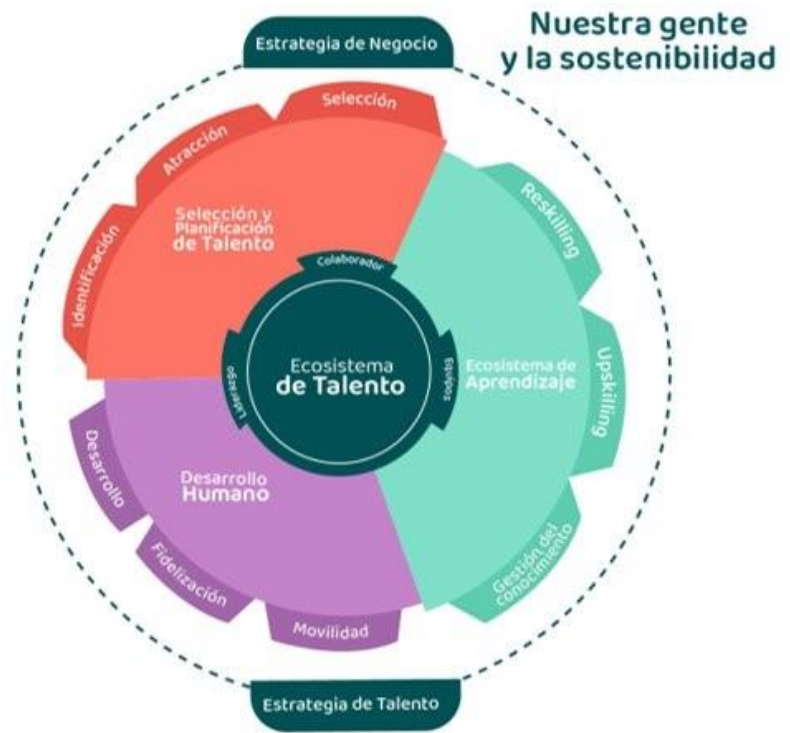 Nuestra gente
y la sostenibilidad
Estrategia de Negocio
Selección
Atracción
Identificación
Selección y
Planificación
de Talento
Reskilling
Upskilling
Gestión del
conocimiento
Ecosistema de
Aprendizaje
Colaborador
Equipos
Liderazgo
Ecosistema
de Talento
Desarrollo
Humano
Desarrollo
Fidelización
Movilidad
Estrategia de Talento